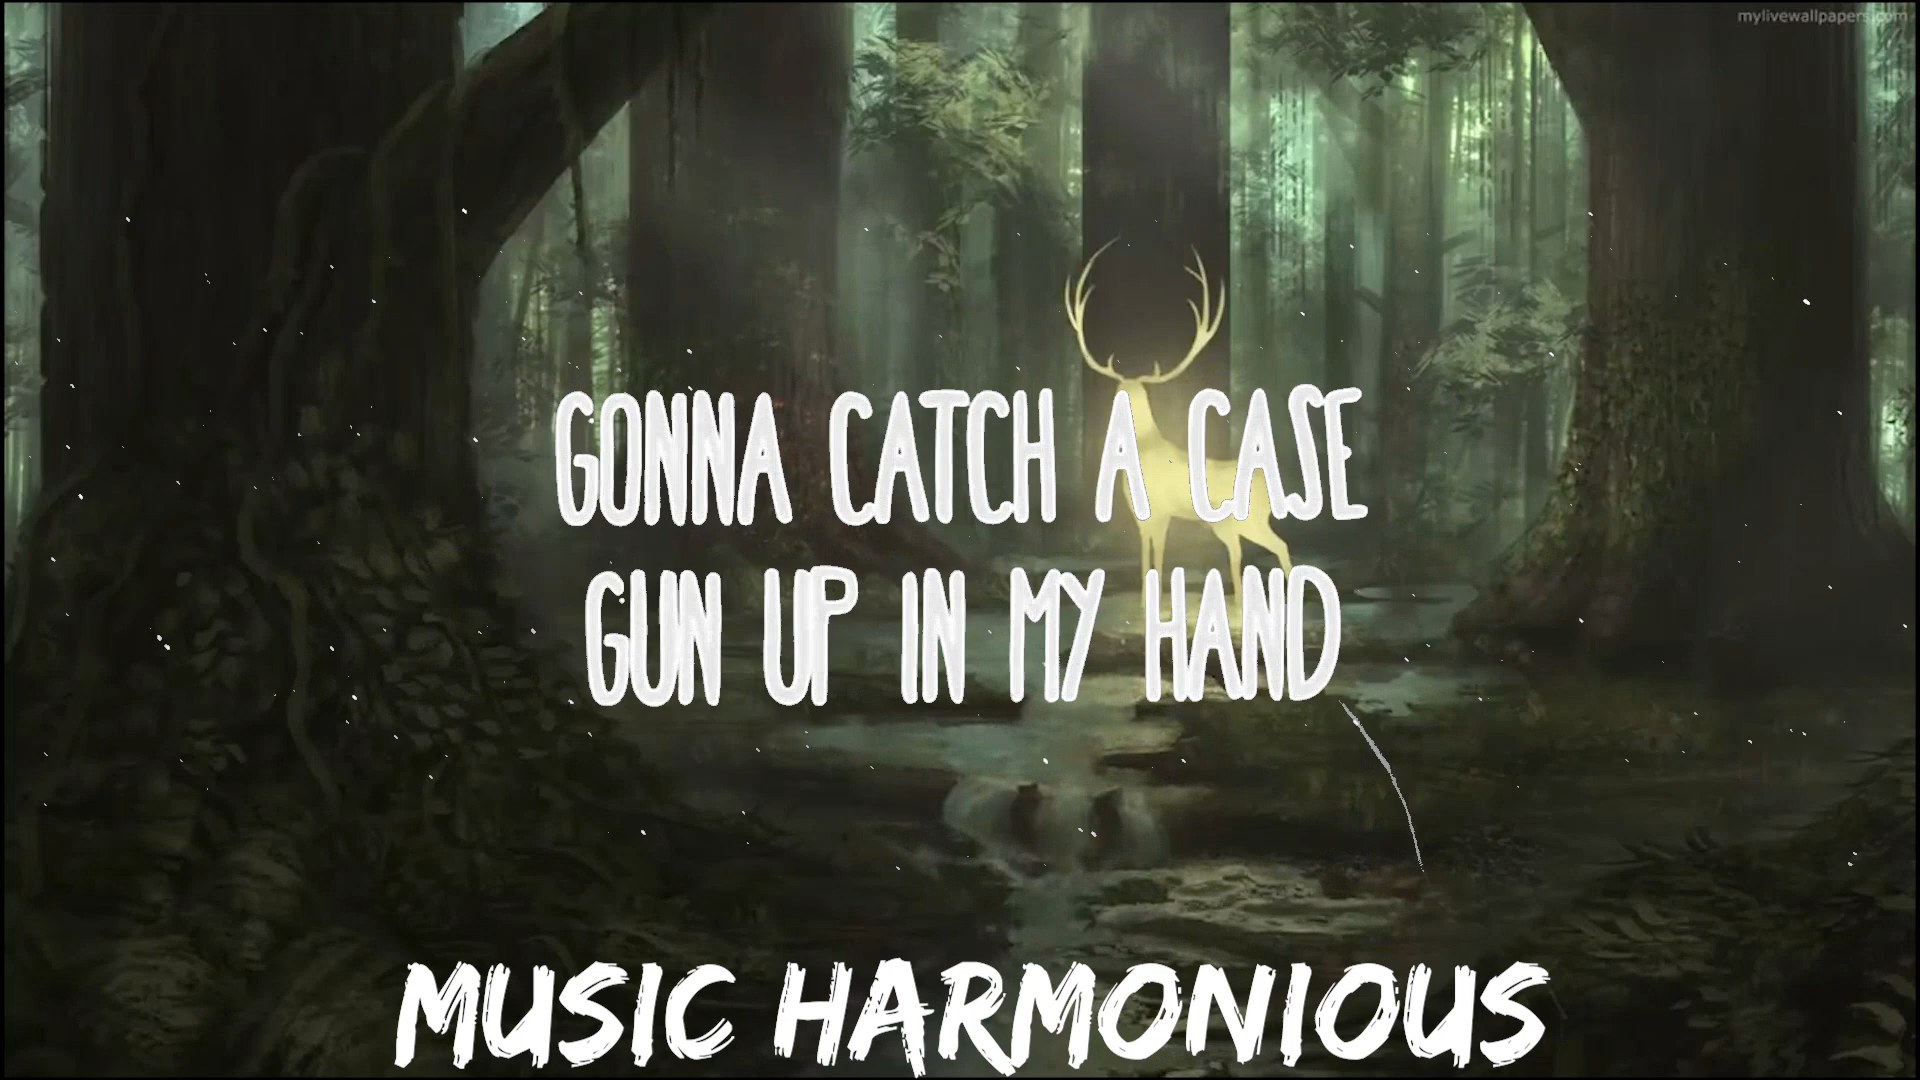 mylivewallpapers.com
GONNA CATCH A CASE
GUN UP IN MY HAND
MUSIC HARMONIOUS